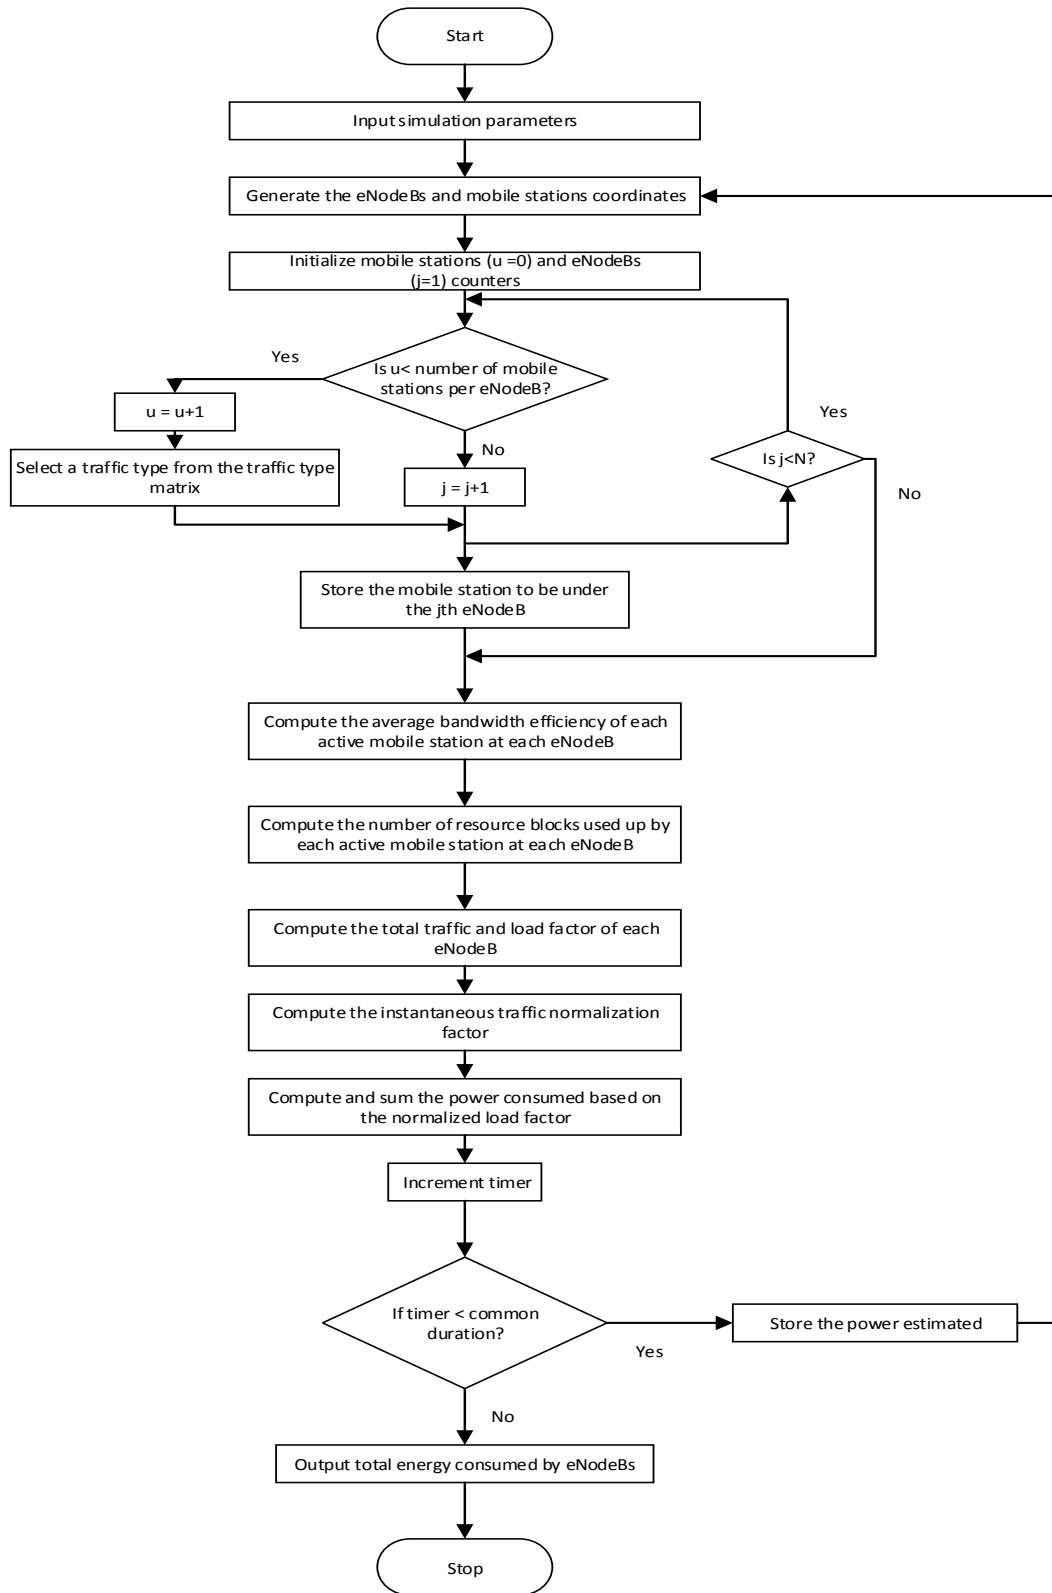 Start
Input simulation parameters
Generate the eNodeBs and mobile stations coordinates
Initialize mobile stations (u =0) and eNodeBs
(j=1) counters
Yes
Is u< number of mobile
stations per eNodeB?
u = u+1
No
Yes
Is j<N?
No
Select a traffic type from the traffic type
matrix
j = j+1
Store the mobile station to be under
the jth eNodeB
Compute the average bandwidth efficiency of each
active mobile station at each eNodeB
Compute the number of resource blocks used up by
each active mobile station at each eNodeB
Compute the total traffic and load factor of each
eNodeB
Compute the instantaneous traffic normalization
factor
Compute and sum the power consumed based on
the normalized load factor
Increment timer
If timer < common
duration?
Yes
Store the power estimated
No
Output total energy consumed by eNodeBs
Stop